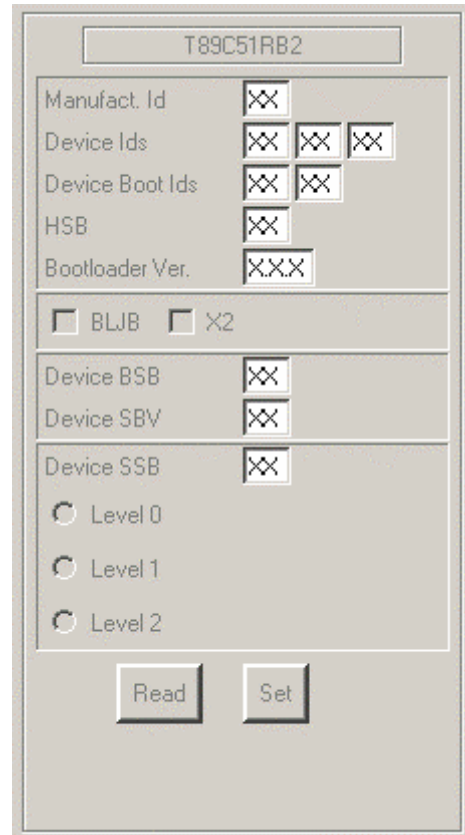 T89C51RB2
Manufact. Id XX
Device Ids XX XX XX
Device Boot Ids XX XX
HSB XX
Bootloader Ver. X.X.X
BLJB X2
Device BSB XX
Device SBV XX
Device SSB XX
Level 0
Level 1
Level 2
Read Set